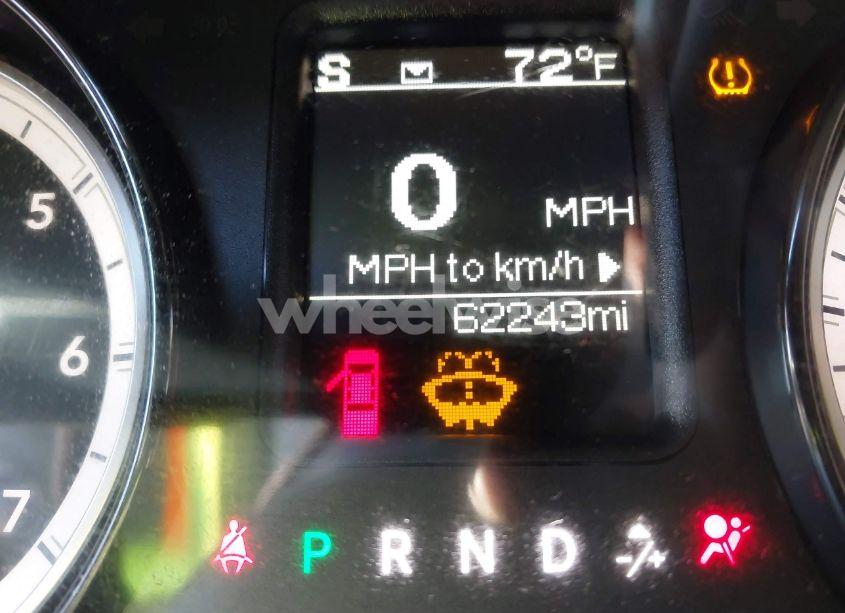 S 72°F
0 MPH
MPH to km/h
62243mi
5
6
7
P R N D -/+